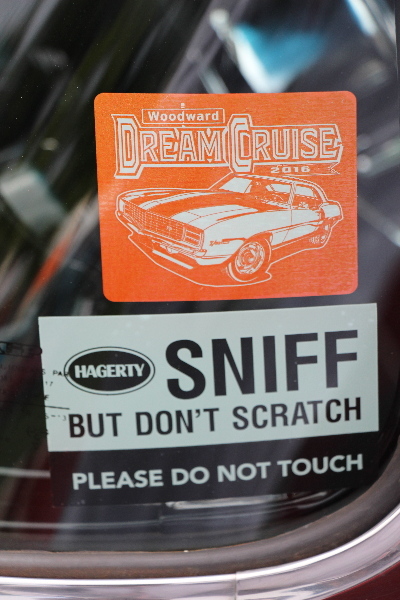 Woodward
DREAM CRUISE
2016
HAGERTY
SNIFF
BUT DON'T SCRATCH
PLEASE DO NOT TOUCH